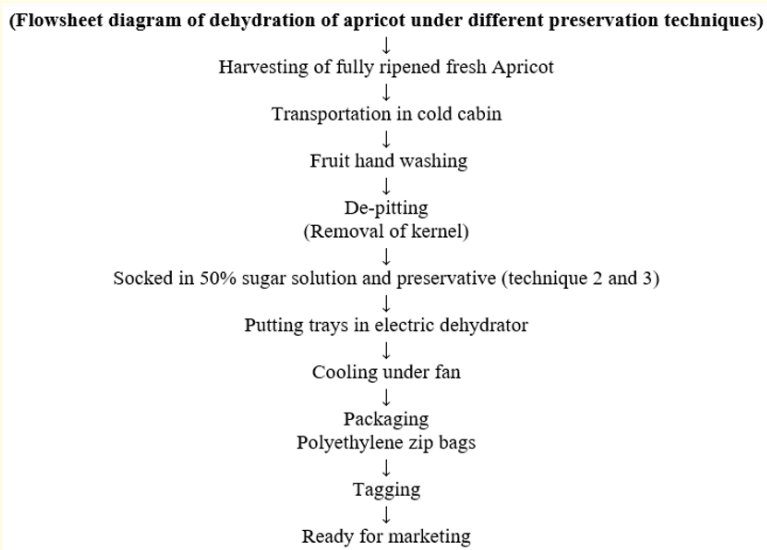 (Flowsheet diagram of dehydration of apricot under different preservation techniques)
↓
Harvesting of fully ripened fresh Apricot
↓
Transportation in cold cabin
↓
Fruit hand washing
↓
De-pitting
(Removal of kernel)
↓
Socked in 50% sugar solution and preservative (technique 2 and 3)
↓
Putting trays in electric dehydrator
↓
Cooling under fan
↓
Packaging
Polyethylene zip bags
↓
Tagging
↓
Ready for marketing